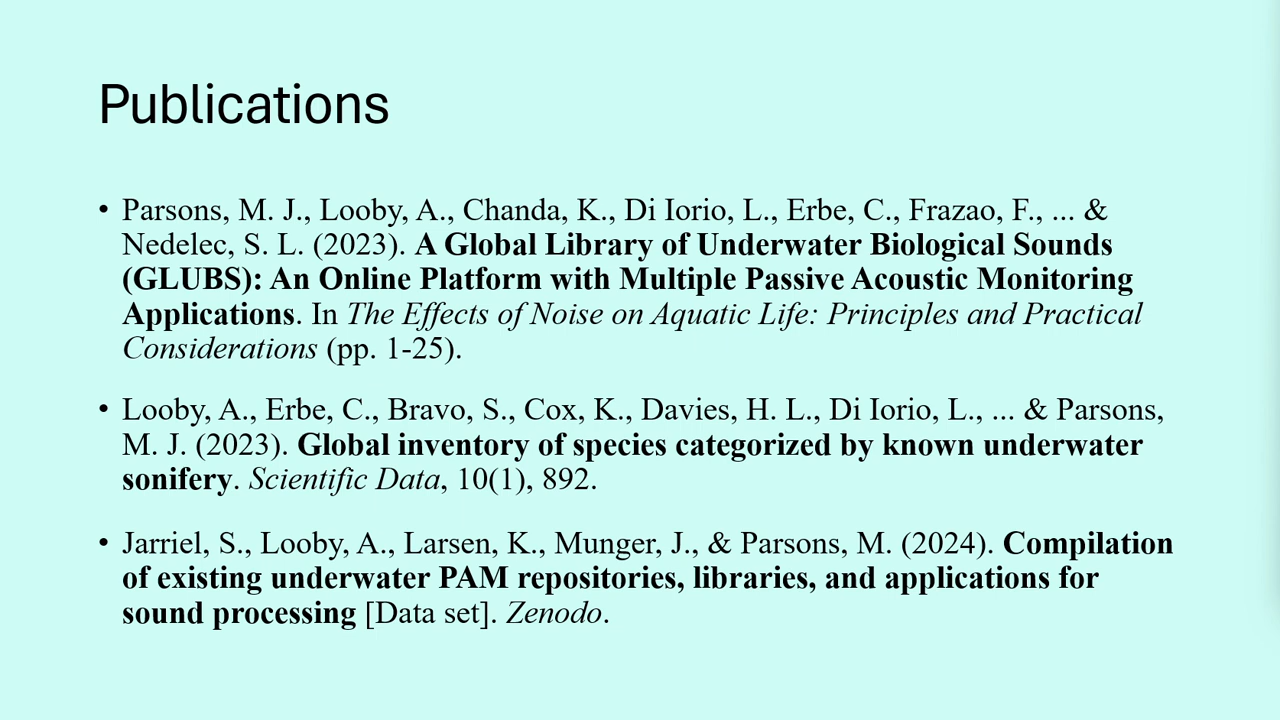 Publications
• Parsons, M. J., Looby, A., Chanda, K., Di Iorio, L., Erbe, C., Frazao, F., ... &
Nedelec, S. L. (2023). A Global Library of Underwater Biological Sounds
(GLUBS): An Online Platform with Multiple Passive Acoustic Monitoring
Applications. In The Effects of Noise on Aquatic Life: Principles and Practical
Considerations (pp. 1-25).
• Looby, A., Erbe, C., Bravo, S., Cox, K., Davies, H. L., Di Iorio, L., ... & Parsons,
M. J. (2023). Global inventory of species categorized by known underwater
sonifery. Scientific Data, 10(1), 892.
• Jarriel, S., Looby, A., Larsen, K., Munger, J., & Parsons, M. (2024). Compilation
of existing underwater PAM repositories, libraries, and applications for
sound processing [Data set]. Zenodo.